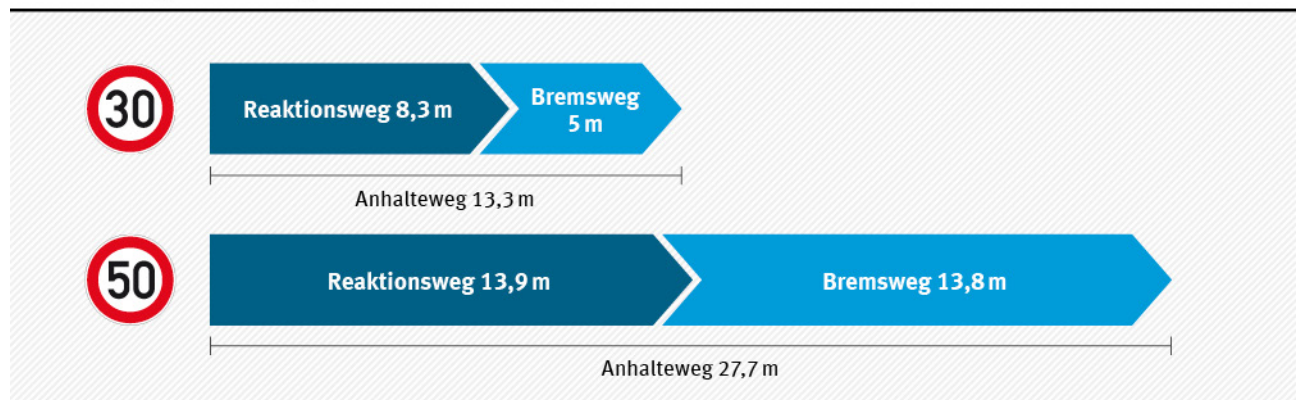 30
Reaktionsweg 8,3 m
Bremsweg
5 m
Anhalteweg 13,3 m
50
Reaktionsweg 13,9 m
Bremsweg 13,8 m
Anhalteweg 27,7 m